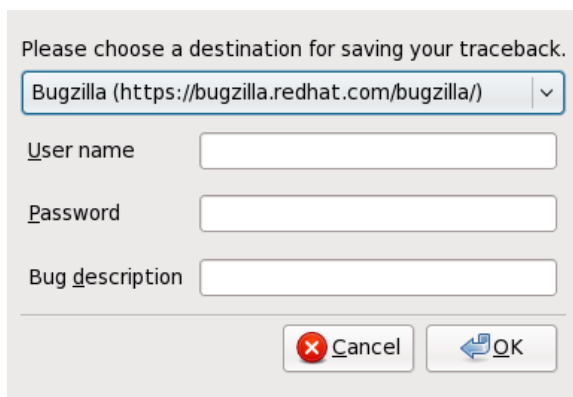 Please choose a destination for saving your traceback.
Bugzilla (https://bugzilla.redhat.com/bugzilla/)
User name
Password
Bug description
Cancel OK